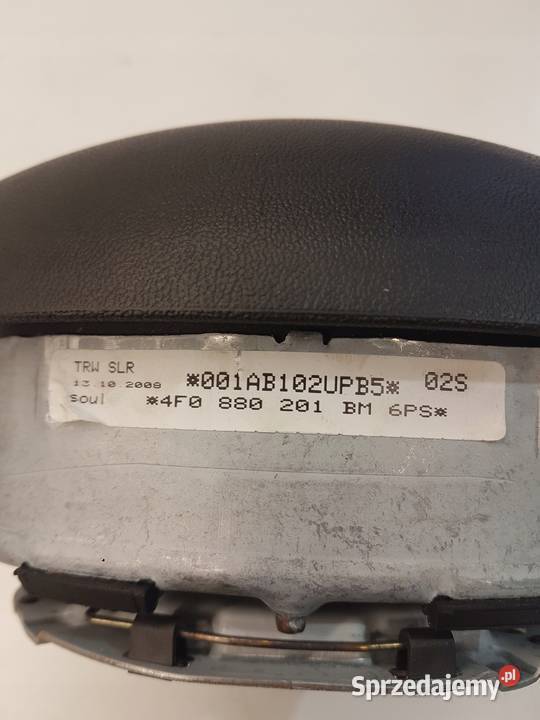 TRW SLR
13.10.2008 *001AB102UPB5* 02S
soul *4F0 880 201 BM 6PS*
Sprzedajemy.pl